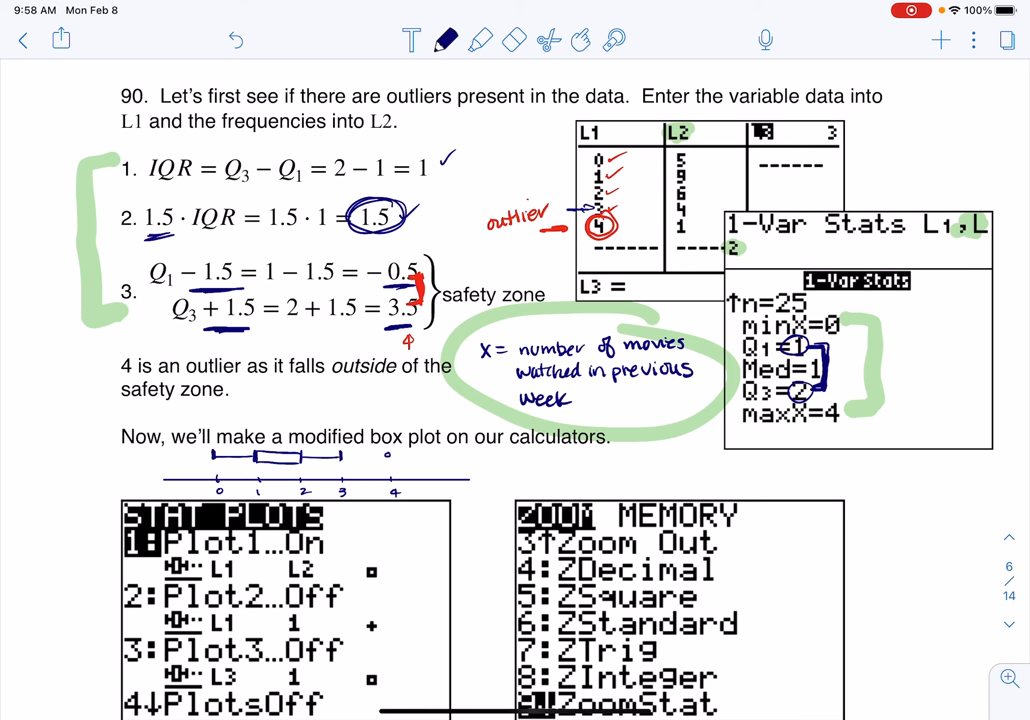 9:58 AM Mon Feb 8
100%
90. Let's first see if there are outliers present in the data. Enter the variable data into
L1 and the frequencies into L2.
1. IQR = Q₃ − Q₁ = 2 − 1 = 1 ✓
2. 1.5 · IQR = 1.5 · 1 = 1.5 ✓
3.
Q₁ − 1.5 = 1 − 1.5 = − 0.5
Q₃ + 1.5 = 2 + 1.5 = 3.5
safety zone
4
4 is an outlier as it falls outside of the
safety zone.
outlier
L1 L2 3
0 5 ------
1 9
2 6
4
4 1
------ ------
L3 =
1-Var Stats L1,L
2
1-Var Stats
↑n=25
minX=0
Q1=1
Med=1
Q3=2
maxX=4
x = number of movies
watched in previous
week
Now, we'll make a modified box plot on our calculators.
0 1 2 3 4
STAT PLOTS
1:Plot1…On
L1 L2
2:Plot2…Off
L1 1 +
3:Plot3…Off
L3 1
4↓PlotsOff
ZOOM MEMORY
3↑Zoom Out
4:ZDecimal
5:ZSquare
6:ZStandard
7:ZTrig
8:ZInteger
ZoomStat
6
/
14